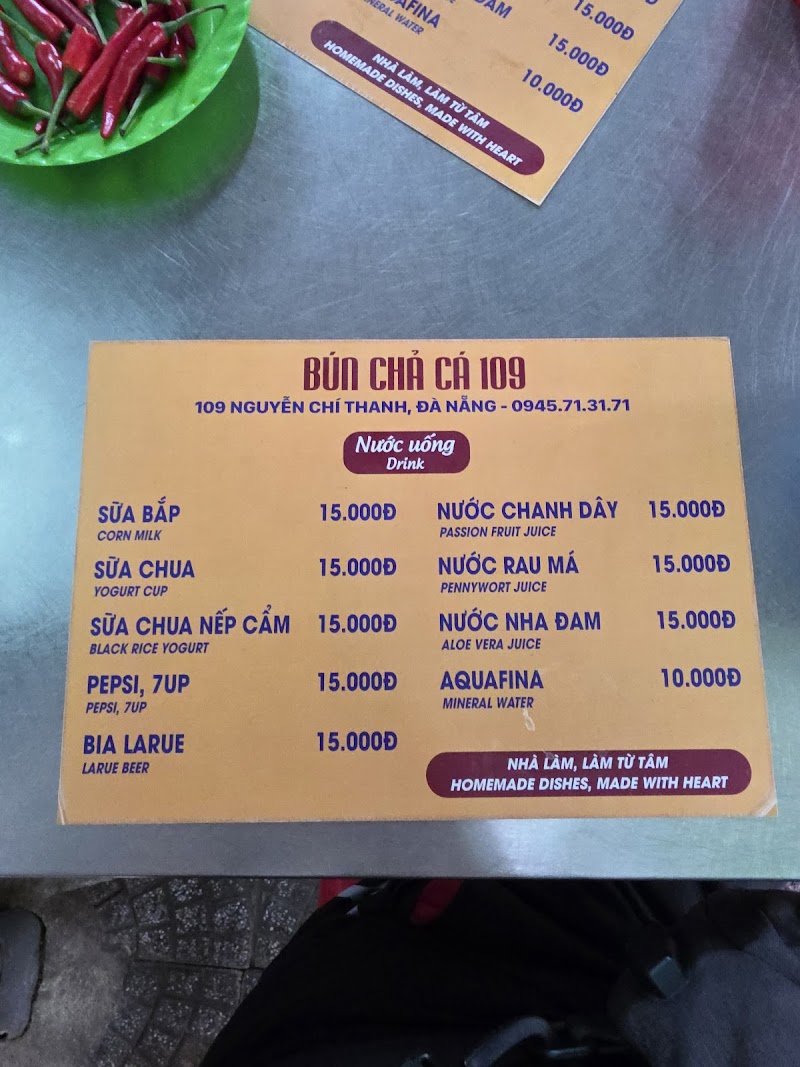 ĐAM
15.000Đ
AQUAFINA
MINERAL WATER
15.000Đ
10.000Đ
NHÀ LÀM, LÀM TỪ TÂM
HOMEMADE DISHES, MADE WITH HEART
BÚN CHẢ CÁ 109
109 NGUYỄN CHÍ THANH, ĐÀ NẴNG - 0945.71.31.71
Nước uống
Drink
SỮA BẮP 15.000Đ
CORN MILK
SỮA CHUA 15.000Đ
YOGURT CUP
SỮA CHUA NẾP CẨM 15.000Đ
BLACK RICE YOGURT
PEPSI, 7UP 15.000Đ
PEPSI, 7UP
BIA LARUE 15.000Đ
LARUE BEER
NƯỚC CHANH DÂY 15.000Đ
PASSION FRUIT JUICE
NƯỚC RAU MÁ 15.000Đ
PENNYWORT JUICE
NƯỚC NHA ĐAM 15.000Đ
ALOE VERA JUICE
AQUAFINA 10.000Đ
MINERAL WATER
NHÀ LÀM, LÀM TỪ TÂM
HOMEMADE DISHES, MADE WITH HEART